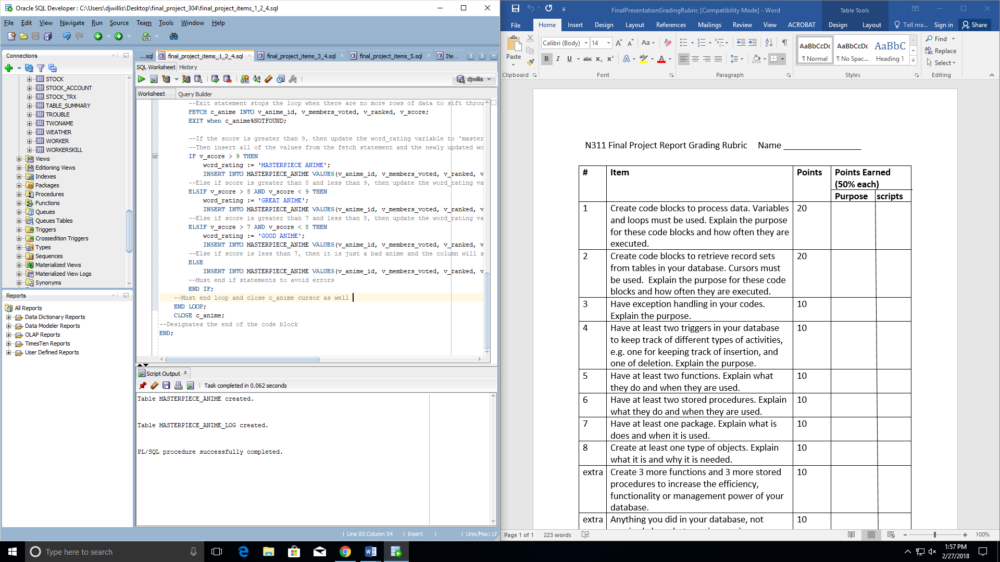 Oracle SQL Developer : C:\Users\djwillis\Desktop\final_project_304\final_project_items_1_2_4.sql
File Edit View Navigate Run Source Team Tools Window Help
Connections
STOCK
STOCK_ACCOUNT
STOCK_TRX
TABLE_SUMMARY
TROUBLE
TWONAME
WEATHER
WORKER
WORKERSKILL
Views
Editioning Views
Indexes
Packages
Procedures
Functions
Queues
Queues Tables
Triggers
Crossedition Triggers
Types
Sequences
Materialized Views
Materialized View Logs
Synonyms
Reports
All Reports
Data Dictionary Reports
Data Modeler Reports
OLAP Reports
TimesTen Reports
User Defined Reports
...sql final_project_items_1_2_4.sql final_project_items_3_4.sql final_project_items_5.sql Ite...
SQL Worksheet History
djwillis
Worksheet Query Builder
--Exit statement stops the loop when there are no more rows of data to sift throu
FETCH c_anime INTO v_anime_id, v_members_voted, v_ranked, v_score;
EXIT when c_anime%NOTFOUND;
--If the score is greater than 9, then update the word_rating variable to 'master
--Then insert all of the values from the fetch statement and the newly updated wo
IF v_score > 9 THEN
word_rating := 'MASTERPIECE ANIME';
INSERT INTO MASTERPIECE_ANIME VALUES(v_anime_id, v_members_voted, v_ranked, v
--Else if score is greater than 8 and less than 9, then update the word_rating va
ELSIF v_score > 8 AND v_score < 9 THEN
word_rating := 'GREAT ANIME';
INSERT INTO MASTERPIECE_ANIME VALUES(v_anime_id, v_members_voted, v_ranked, v
--Else if score is greater than 7 and less than 8, then update the word_rating va
ELSIF v_score > 7 AND v_score < 8 THEN
word_rating := 'GOOD ANIME';
INSERT INTO MASTERPIECE_ANIME VALUES(v_anime_id, v_members_voted, v_ranked, v
--Else if score is less than 7, then it is just a bad anime and the column will s
ELSE
INSERT INTO MASTERPIECE_ANIME VALUES(v_anime_id, v_members_voted, v_ranked, v
--Must end if statements to avoid errors
END IF;
--Must end loop and close c_anime cursor as well
END LOOP;
CLOSE c_anime;
--Designates the end of the code block
END;
Script Output
Task completed in 0.062 seconds
Table MASTERPIECE_ANIME created.
Table MASTERPIECE_ANIME_LOG created.
PL/SQL procedure successfully completed.
Line 85 Column 54 Insert Unix/Mac: LF
FinalPresentationGradingRubric [Compatibility Mode] - Word
Table Tools
File Home Insert Design Layout References Mailings Review View ACROBAT Design Layout Tell me... Sign in Share
Paste
Calibri (Body) 14
AaBbCcDc AaBbCcDc AaBbC
¶ Normal ¶ No Spac... Heading 1
Find
Replace
Select
Clipboard Font Paragraph Styles Editing
N311 Final Project Report Grading Rubric Name _________________
# Item Points Points Earned
(50% each)
Purpose scripts
1 Create code blocks to process data. Variables 20
and loops must be used. Explain the purpose
for these code blocks and how often they are
executed.
2 Create code blocks to retrieve record sets 20
from tables in your database. Cursors must
be used. Explain the purpose for these code
blocks and how often they are executed.
3 Have exception handling in your codes. 10
Explain the purpose.
4 Have at least two triggers in your database 10
to keep track of different types of activities,
e.g. one for keeping track of insertion, and
one of deletion. Explain the purpose.
5 Have at least two functions. Explain what 10
they do and when they are used.
6 Have at least two stored procedures. Explain 10
what they do and when they are used.
7 Have at least one package. Explain what is 10
does and when it is used.
8 Create at least one type of objects. Explain 10
what it is and why it is needed.
extra Create 3 more functions and 3 more stored 10
procedures to increase the efficiency,
functionality or management power of your
database.
extra Anything you did in your database, not 10
Page 1 of 1 223 words 100%
Type here to search
1:57 PM
2/27/2018